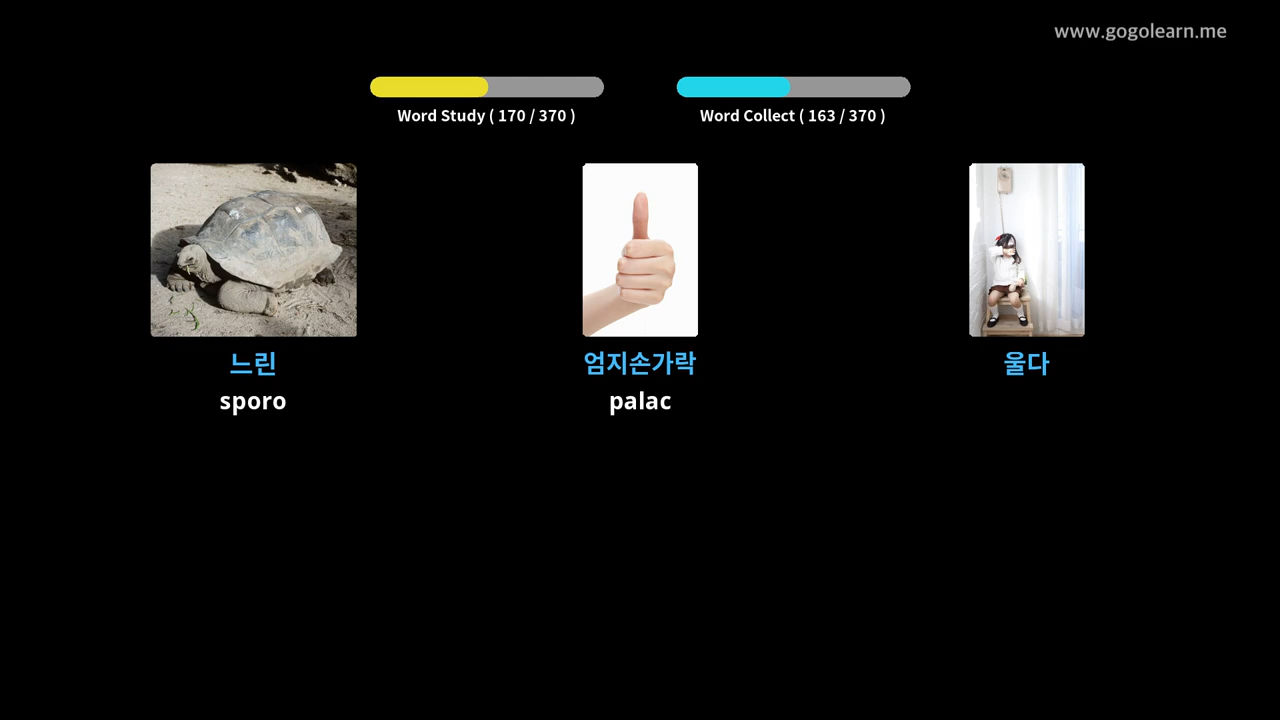 www.gogolearn.me
Word Study ( 170 / 370 )
Word Collect ( 163 / 370 )
느린
엄지손가락
울다
sporo
palac